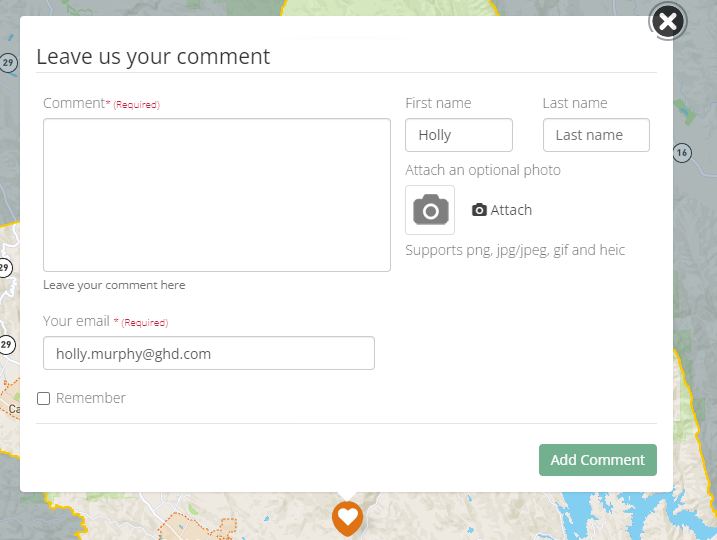 29
Leave us your comment
Comment* (Required)
First name
Last name
Holly
Last name
16
Attach an optional photo
Attach
Supports png, jpg/jpeg, gif and heic
29
Leave your comment here
Your email * (Required)
29
holly.murphy@ghd.com
Remember
Ca
Add Comment